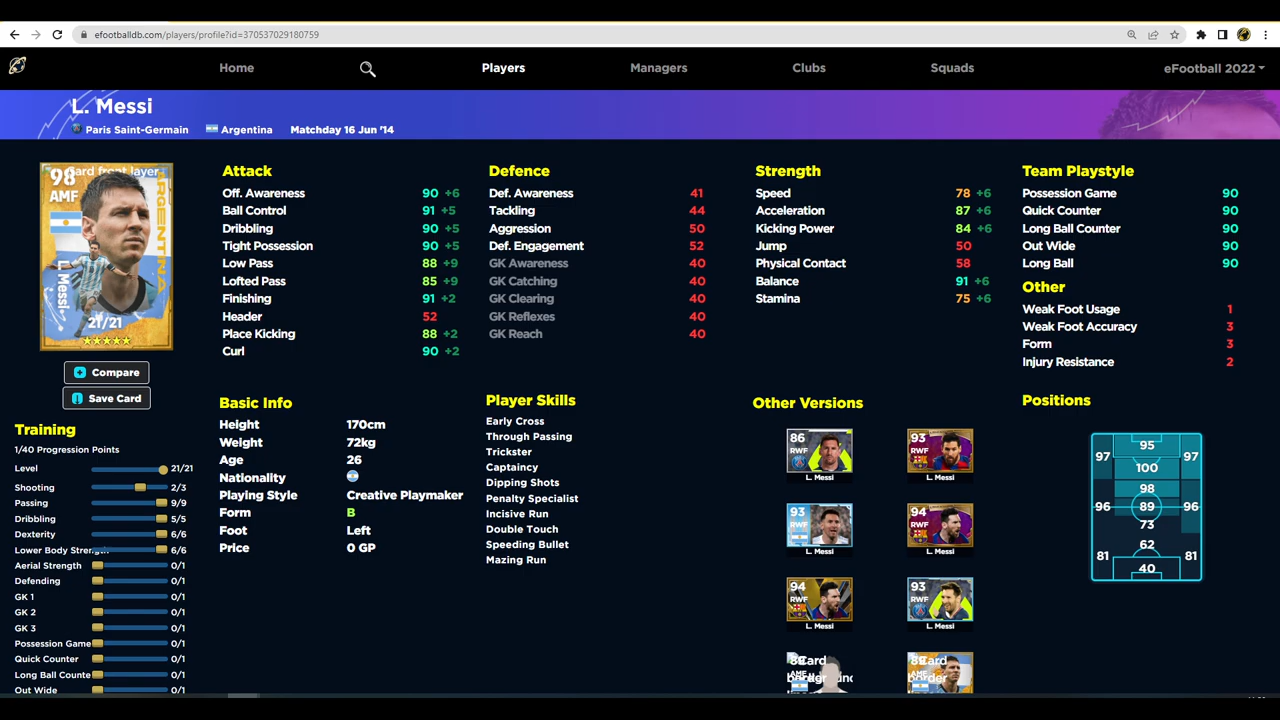 efootballdb.com/players/profile?id=370537029180759
Home
Players
Managers
Clubs
Squads
eFootball 2022
L. Messi
Paris Saint-Germain
Argentina
Matchday 16 Jun '14
Card front layer
98
AMF
ARGENTINA
L. Messi
21/21
Compare
Save Card
Training
1/40 Progression Points
Level 21/21
Shooting 2/3
Passing 9/9
Dribbling 5/5
Dexterity 6/6
Lower Body Strength 6/6
Aerial Strength 0/1
Defending 0/1
GK 1 0/1
GK 2 0/1
GK 3 0/1
Possession Game 0/1
Quick Counter 0/1
Long Ball Counte 0/1
Out Wide 0/1
Attack
Off. Awareness 90 +6
Ball Control 91 +5
Dribbling 90 +5
Tight Possession 90 +5
Low Pass 88 +9
Lofted Pass 85 +9
Finishing 91 +2
Header 52
Place Kicking 88 +2
Curl 90 +2
Defence
Def. Awareness 41
Tackling 44
Aggression 50
Def. Engagement 52
GK Awareness 40
GK Catching 40
GK Clearing 40
GK Reflexes 40
GK Reach 40
Strength
Speed 78 +6
Acceleration 87 +6
Kicking Power 84 +6
Jump 50
Physical Contact 58
Balance 91 +6
Stamina 75 +6
Team Playstyle
Possession Game 90
Quick Counter 90
Long Ball Counter 90
Out Wide 90
Long Ball 90
Other
Weak Foot Usage 1
Weak Foot Accuracy 3
Form 3
Injury Resistance 2
Basic Info
Height 170cm
Weight 72kg
Age 26
Nationality
Playing Style Creative Playmaker
Form B
Foot Left
Price 0 GP
Player Skills
Early Cross
Through Passing
Trickster
Captaincy
Dipping Shots
Penalty Specialist
Incisive Run
Double Touch
Speeding Bullet
Mazing Run
Other Versions
86
RWF
L. Messi
93
RWF
L. Messi
93
RWF
L. Messi
94
RWF
L. Messi
94
RWF
L. Messi
93
RWF
L. Messi
Positions
95
97 97
100
98
96 89 96
73
62
81 81
40